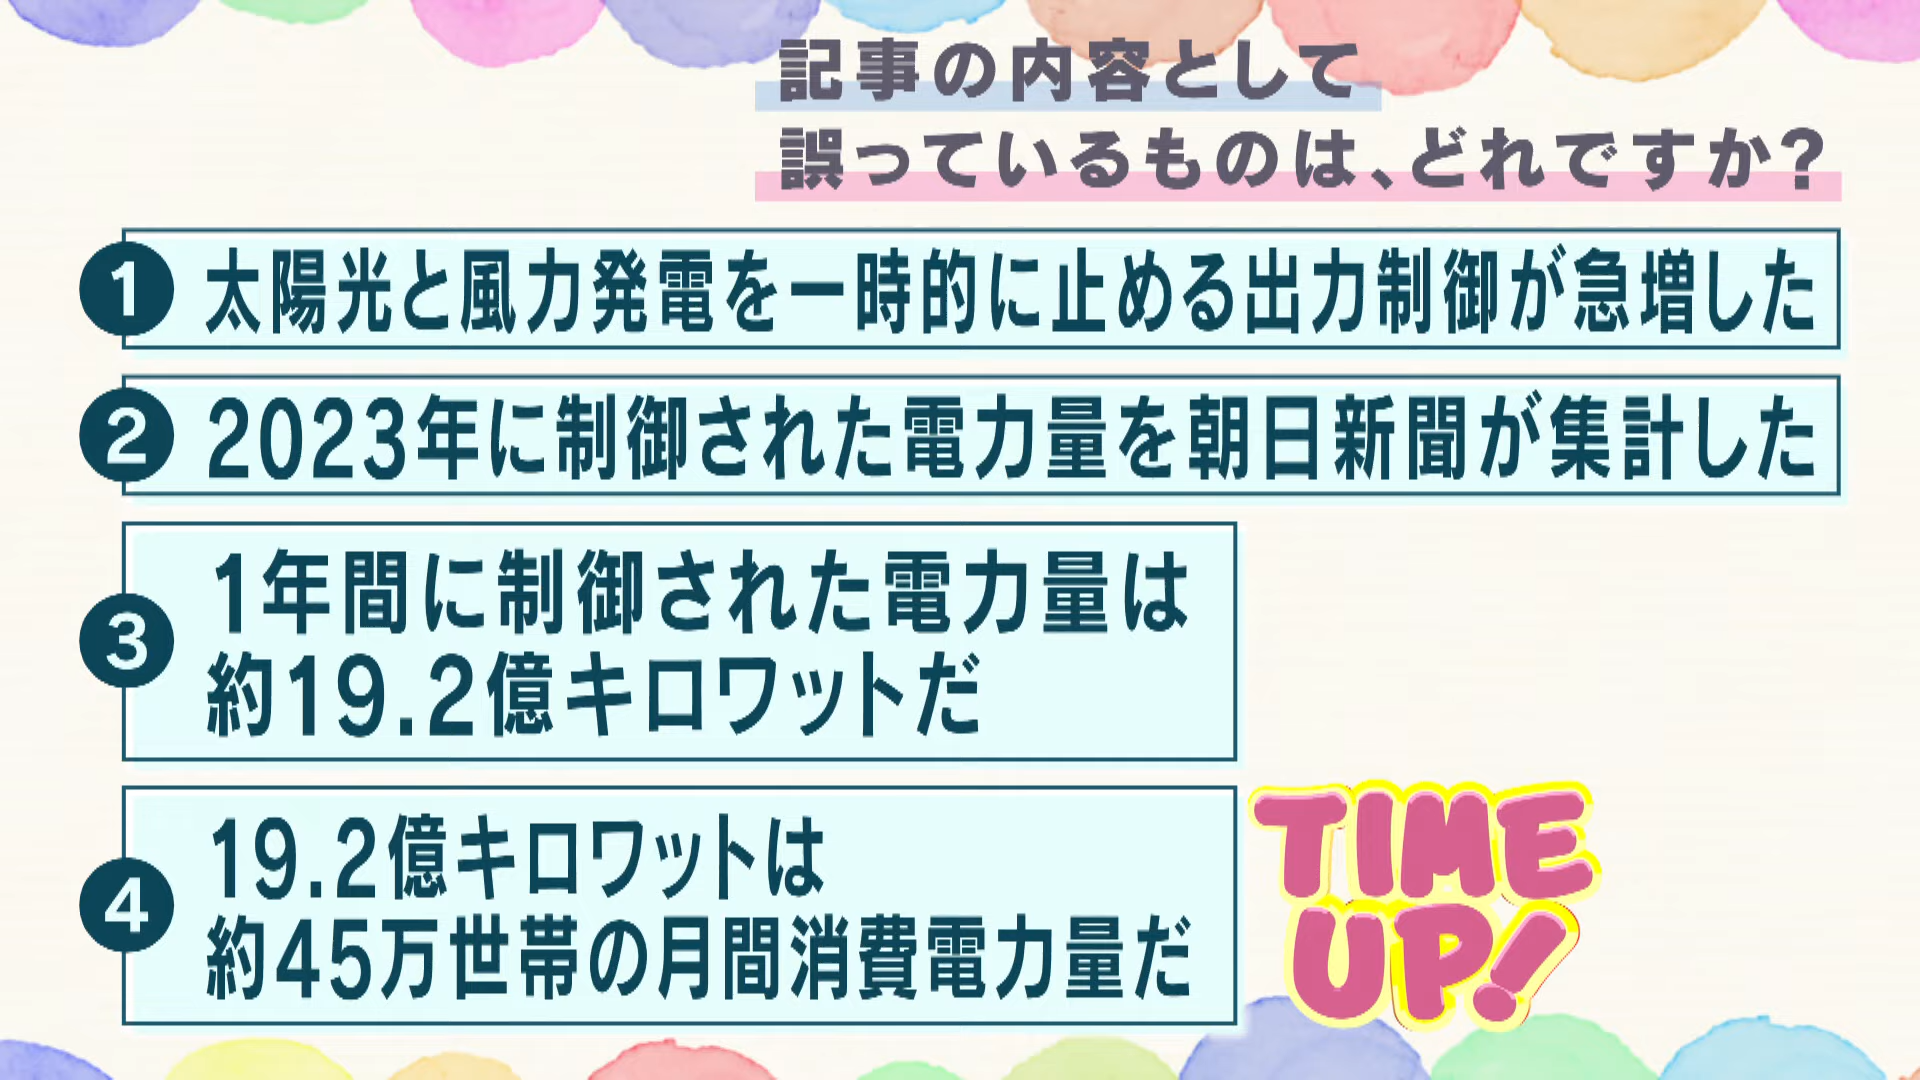 記事の内容として
誤っているものは、どれですか?
1 太陽光と風力発電を一時的に止める出力制御が急増した
2 2023年に制御された電力量を朝日新聞が集計した
3 1年間に制御された電力量は
約19.2億キロワットだ
4 19.2億キロワットは
約45万世帯の月間消費電力量だ
TIME
UP!